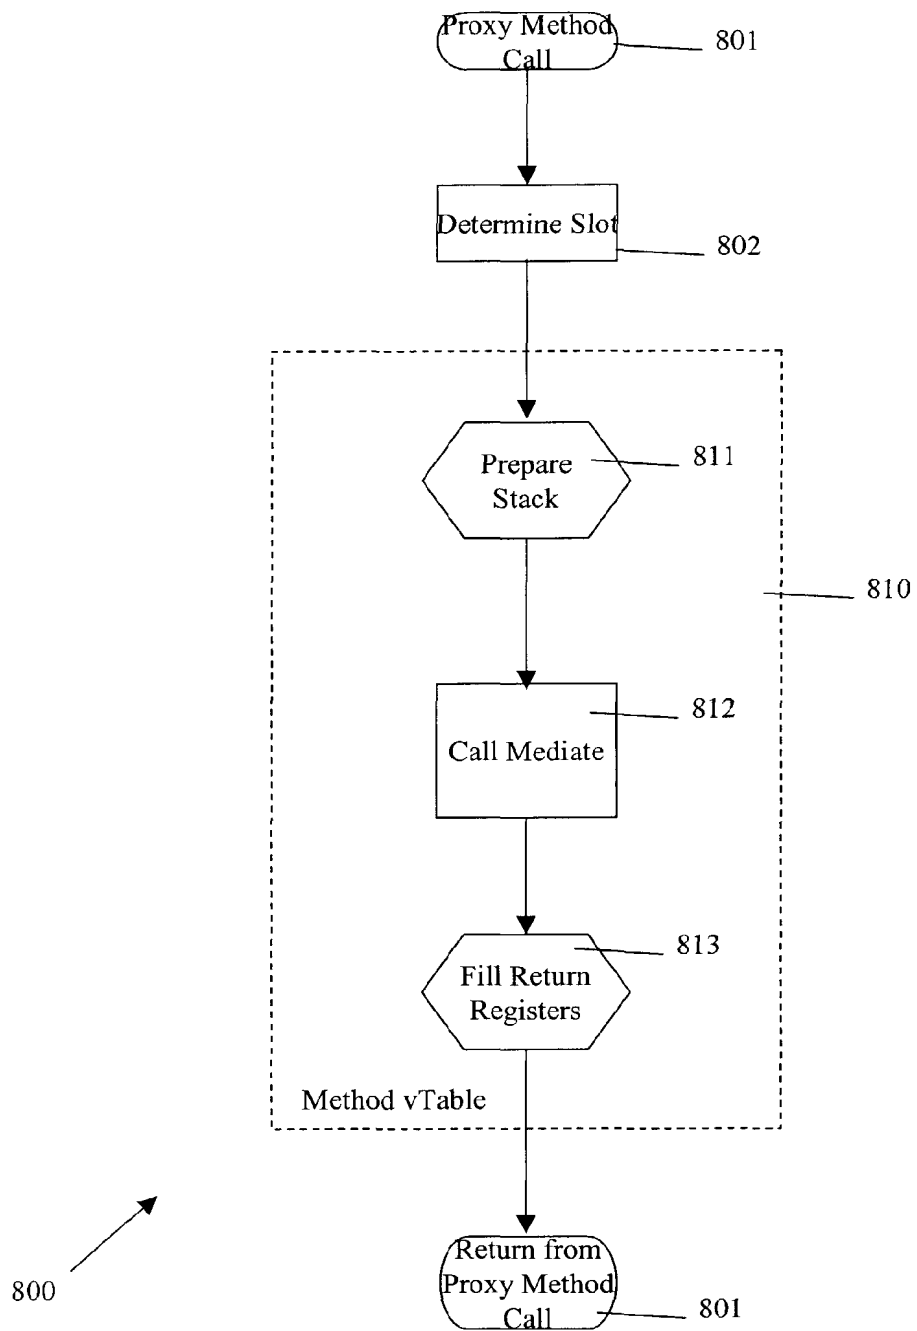 Proxy Method
Call
801
Determine Slot
802
Prepare
Stack
811
810
Call Mediate
812
Fill Return
Registers
813
Method vTable
Return from
Proxy Method
Call
801
800